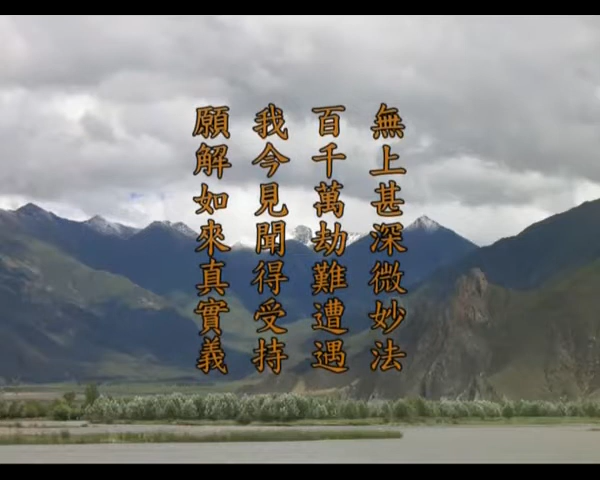 無上甚深微妙法
百千萬劫難遭遇
我今見聞得受持
願解如來真實義